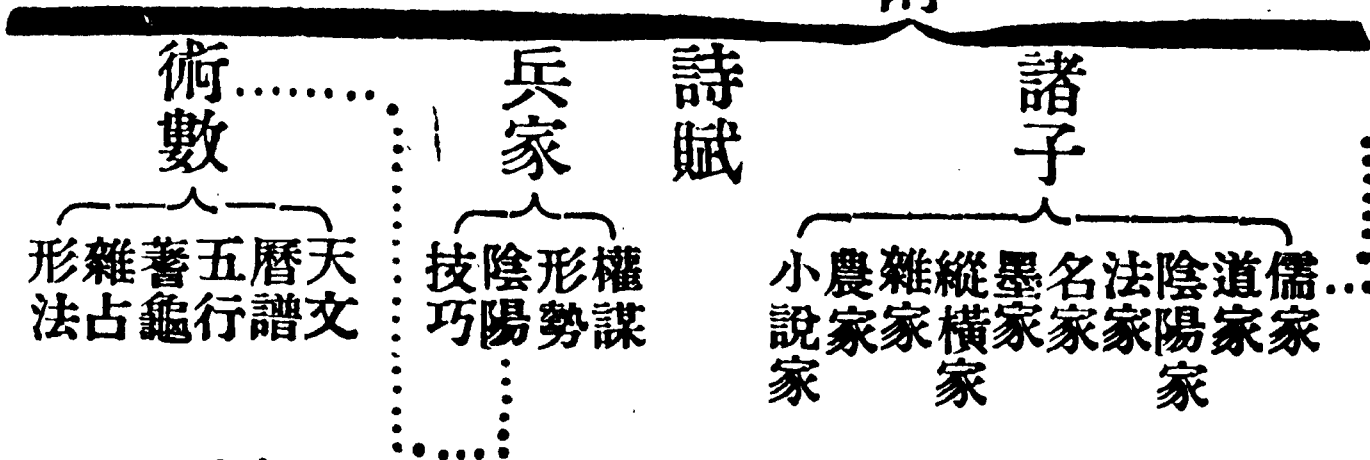 諸子
儒家
道家
陰陽家
法家
名家
墨家
縱橫家
雜家
農家
小說家
詩賦
兵家
權謀
形勢
陰陽
技巧
術數
天文
曆譜
五行
蓍龜
雜占
形法